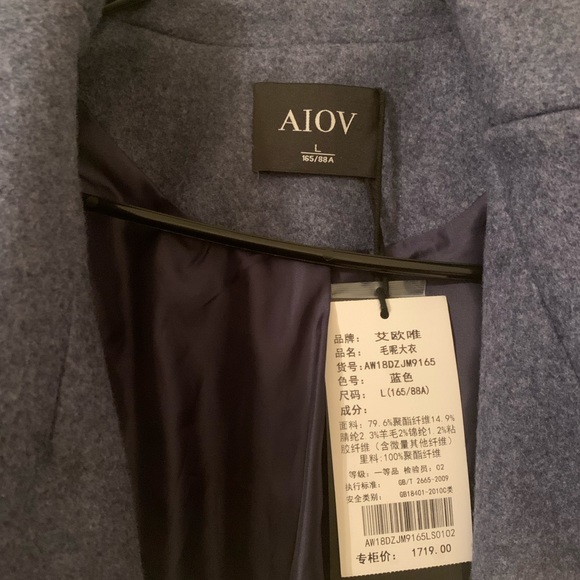 AIOV
L
165/88A
品牌: 艾欧唯
品名: 毛呢大衣
货号: AW18DZJM9165
色号: 蓝色
尺码: L(165/88A)
成分:
面料: 79.6%聚酯纤维14.9%
腈纶2.3%羊毛2%锦纶1.2%粘
胶纤维（含微量其他纤维）
里料:100%聚酯纤维
等级: 一等品 检验员: 02
执行标准: GB/T 2665-2009
安全类别: GB18401-2010C类
AW18DZJM9165LS0102
专柜价: 1719.00